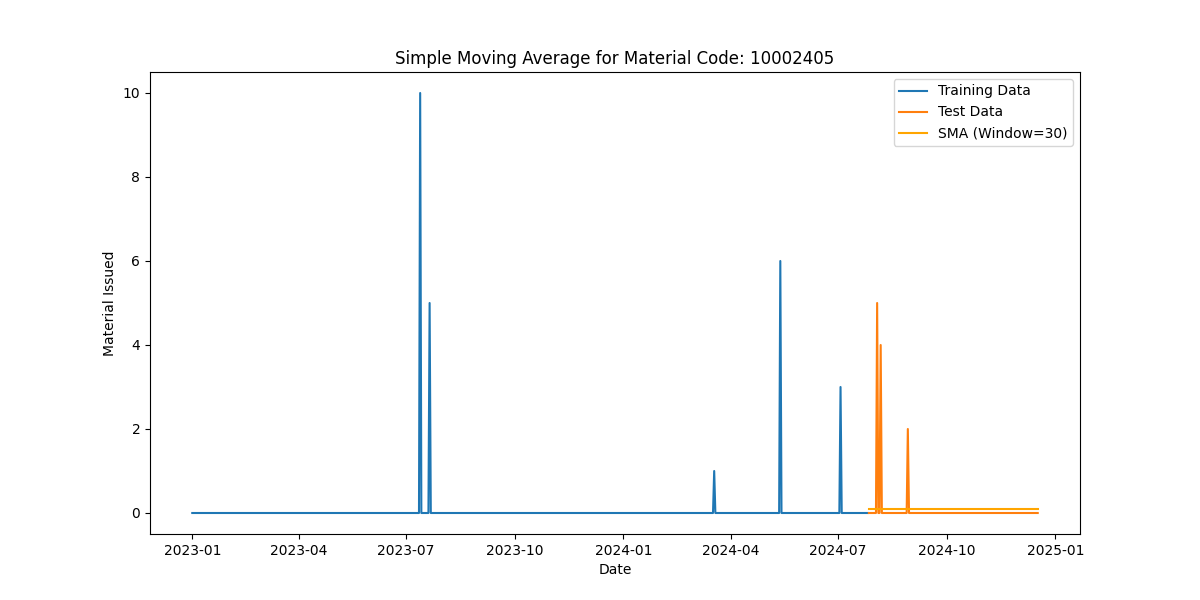 Simple Moving Average for Material Code: 10002405
Training Data
Test Data
SMA (Window=30)
Material Issued
10
8
6
4
2
0
2023-01 2023-04 2023-07 2023-10 2024-01 2024-04 2024-07 2024-10 2025-01
Date